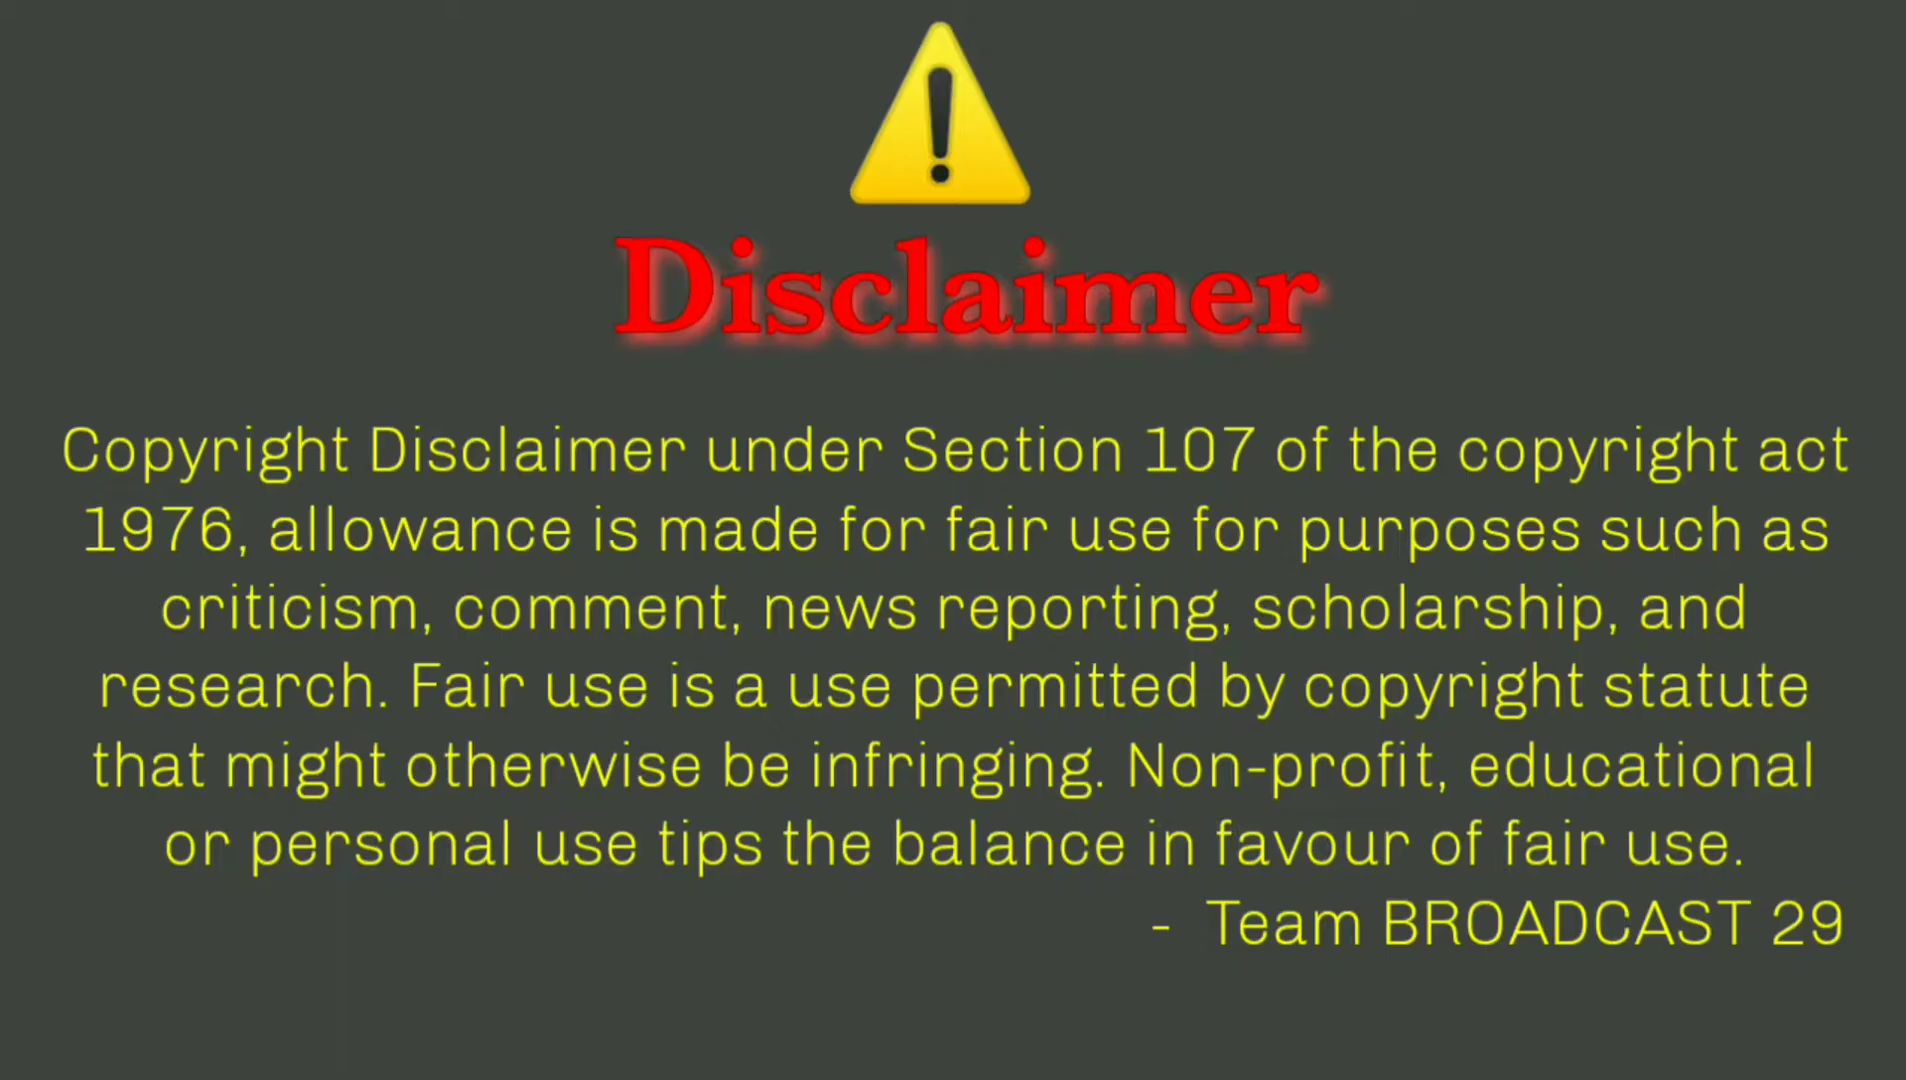 Disclaimer
Copyright Disclaimer under Section 107 of the copyright act
1976, allowance is made for fair use for purposes such as
criticism, comment, news reporting, scholarship, and
research. Fair use is a use permitted by copyright statute
that might otherwise be infringing. Non-profit, educational
or personal use tips the balance in favour of fair use.
- Team BROADCAST 29